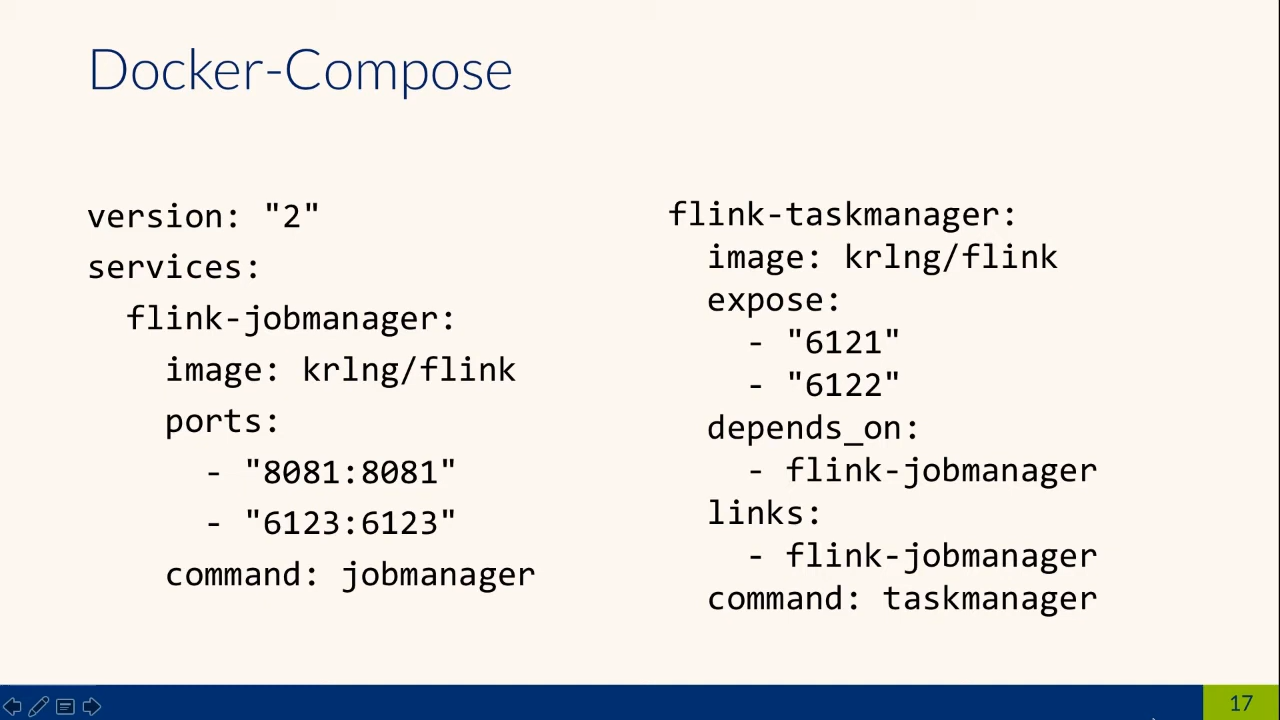 Docker-Compose
version: "2"
services:
  flink-jobmanager:
    image: krlng/flink
    ports:
      - "8081:8081"
      - "6123:6123"
    command: jobmanager
flink-taskmanager:
  image: krlng/flink
  expose:
    - "6121"
    - "6122"
  depends_on:
    - flink-jobmanager
  links:
    - flink-jobmanager
  command: taskmanager
17